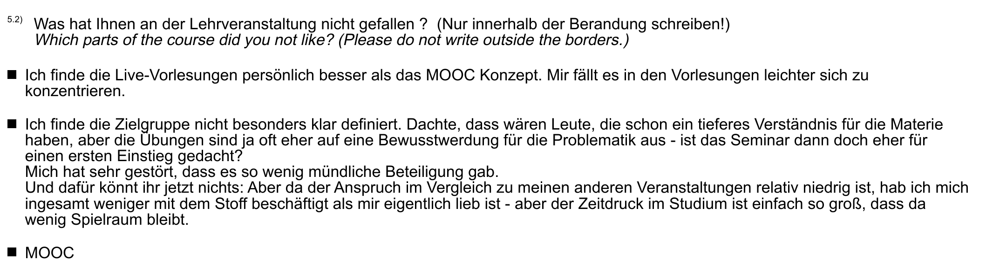 5.2) Was hat Ihnen an der Lehrveranstaltung nicht gefallen ? (Nur innerhalb der Berandung schreiben!)
Which parts of the course did you not like? (Please do not write outside the borders.)
■ Ich finde die Live-Vorlesungen persönlich besser als das MOOC Konzept. Mir fällt es in den Vorlesungen leichter sich zu
konzentrieren.
■ Ich finde die Zielgruppe nicht besonders klar definiert. Dachte, dass wären Leute, die schon ein tieferes Verständnis für die Materie
haben, aber die Übungen sind ja oft eher auf eine Bewusstwerdung für die Problematik aus - ist das Seminar dann doch eher für
einen ersten Einstieg gedacht?
Mich hat sehr gestört, dass es so wenig mündliche Beteiligung gab.
Und dafür könnt ihr jetzt nichts: Aber da der Anspruch im Vergleich zu meinen anderen Veranstaltungen relativ niedrig ist, hab ich mich
ingesamt weniger mit dem Stoff beschäftigt als mir eigentlich lieb ist - aber der Zeitdruck im Studium ist einfach so groß, dass da
wenig Spielraum bleibt.
■ MOOC